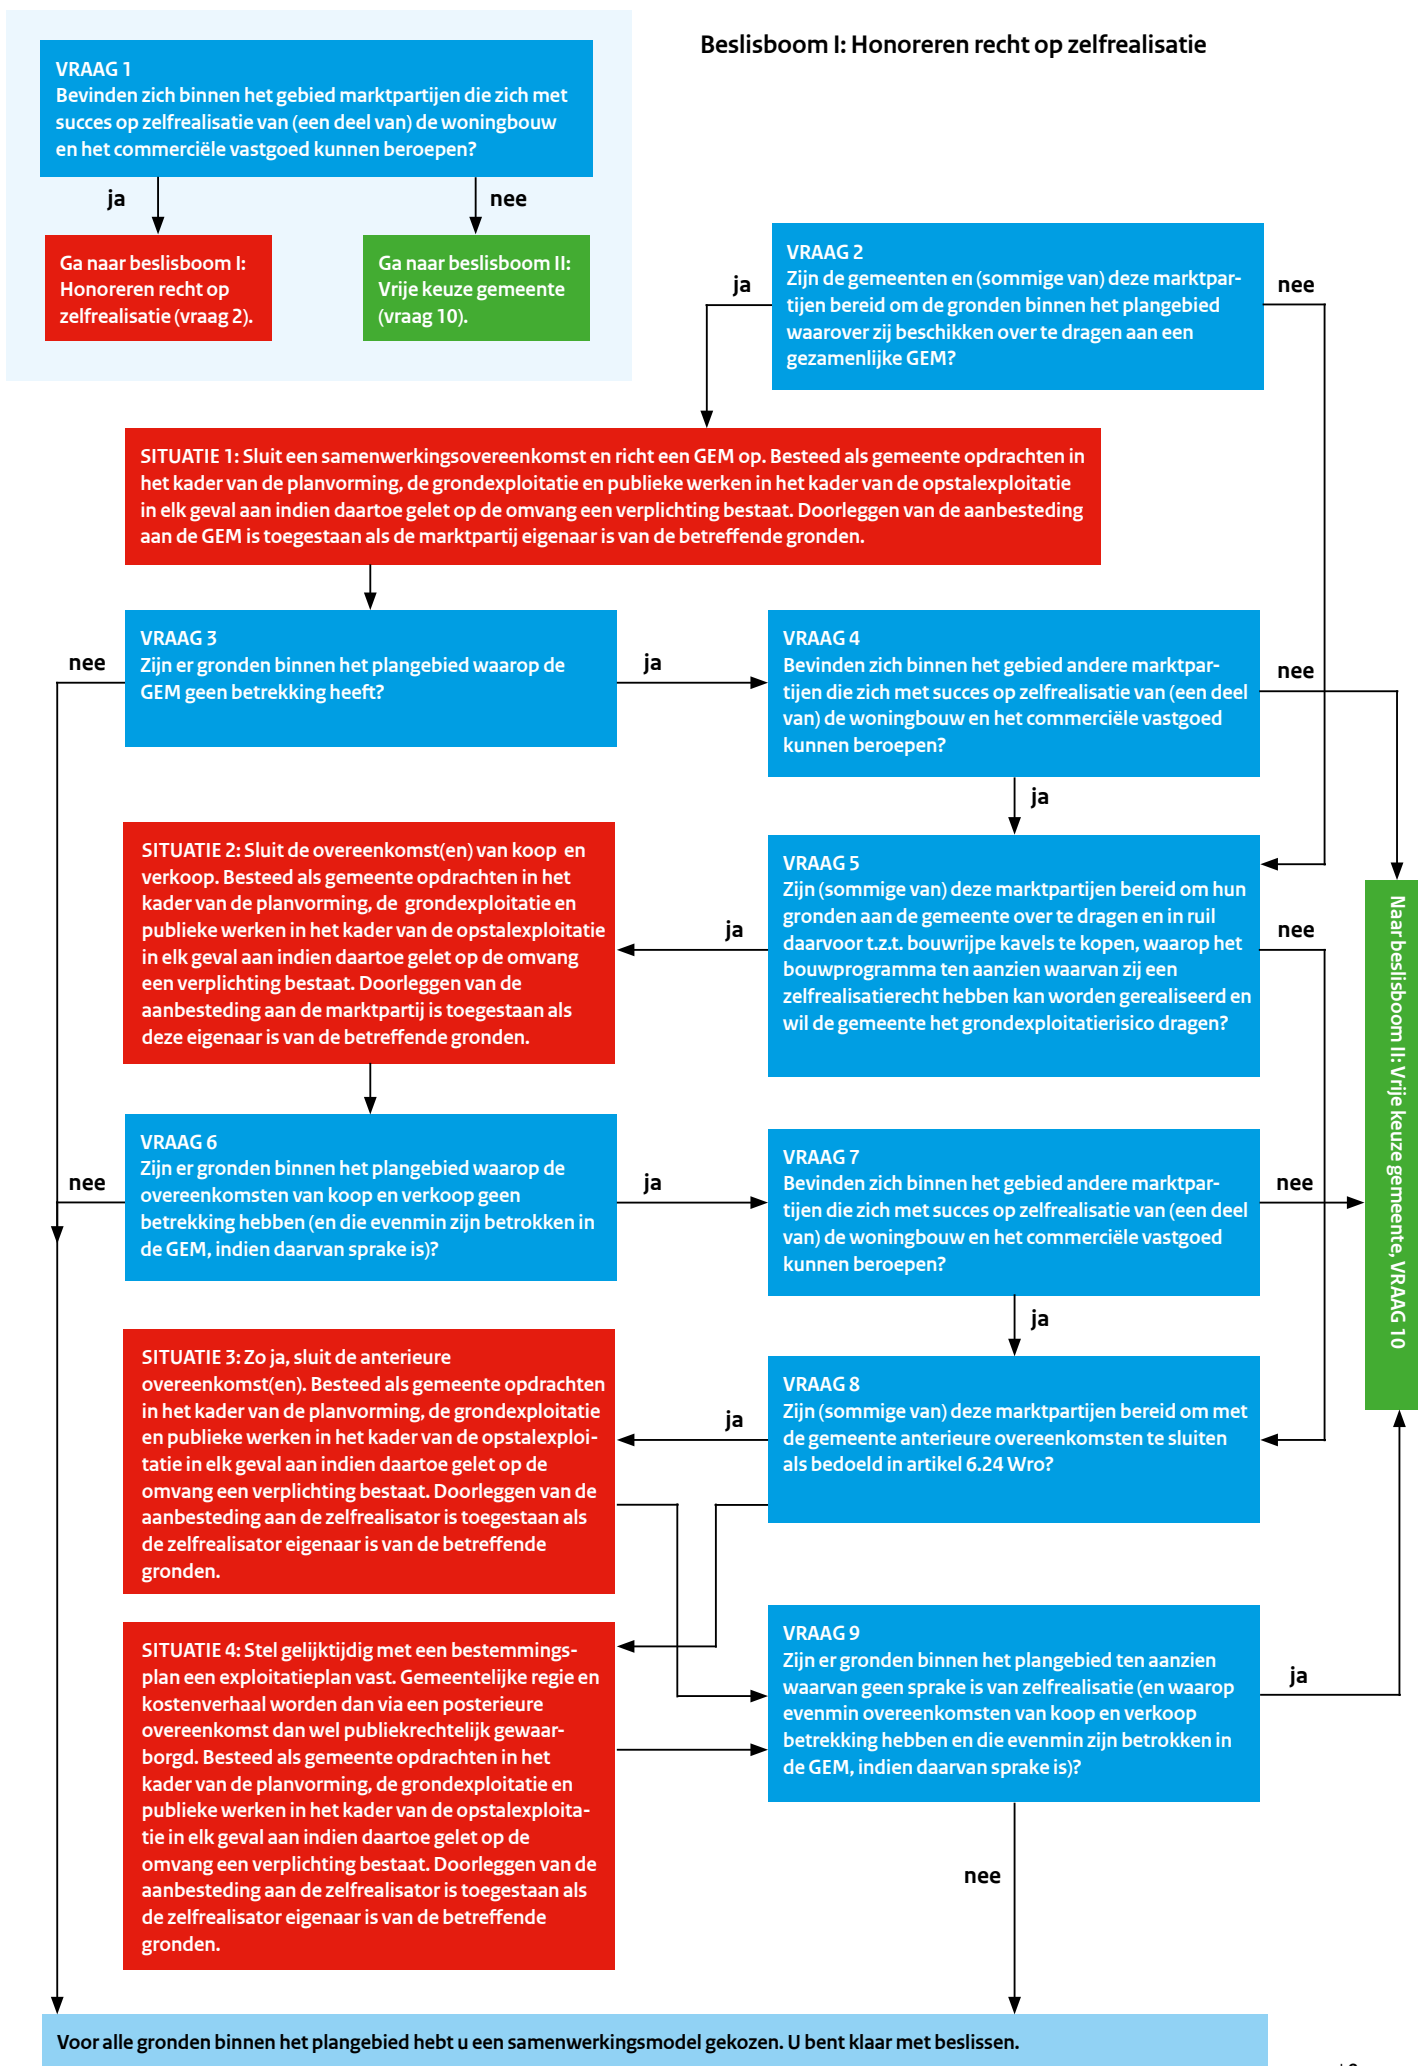 Beslisboom I: Honoreren recht op zelfrealisatie
VRAAG 1
Bevinden zich binnen het gebied marktpartijen die zich met
succes op zelfrealisatie van (een deel van) de woningbouw
en het commerciële vastgoed kunnen beroepen?
ja
nee
Ga naar beslisboom I:
Honoreren recht op
zelfrealisatie (vraag 2).
Ga naar beslisboom II:
Vrije keuze gemeente
(vraag 10).
VRAAG 2
Zijn de gemeenten en (sommige van) deze marktpar-
tijen bereid om de gronden binnen het plangebied
waarover zij beschikken over te dragen aan een
gezamenlijke GEM?
ja
nee
SITUATIE 1: Sluit een samenwerkingsovereenkomst en richt een GEM op. Besteed als gemeente opdrachten in
het kader van de planvorming, de grondexploitatie en publieke werken in het kader van de opstalexploitatie
in elk geval aan indien daartoe gelet op de omvang een verplichting bestaat. Doorleggen van de aanbesteding
aan de GEM is toegestaan als de marktpartij eigenaar is van de betreffende gronden.
VRAAG 3
Zijn er gronden binnen het plangebied waarop de
GEM geen betrekking heeft?
nee
ja
VRAAG 4
Bevinden zich binnen het gebied andere marktpar-
tijen die zich met succes op zelfrealisatie van (een deel
van) de woningbouw en het commerciële vastgoed
kunnen beroepen?
nee
ja
SITUATIE 2: Sluit de overeenkomst(en) van koop en
verkoop. Besteed als gemeente opdrachten in het
kader van de planvorming, de grondexploitatie en
publieke werken in het kader van de opstalexploitatie
in elk geval aan indien daartoe gelet op de omvang
een verplichting bestaat. Doorleggen van de
aanbesteding aan de marktpartij is toegestaan als
deze eigenaar is van de betreffende gronden.
VRAAG 5
Zijn (sommige van) deze marktpartijen bereid om hun
gronden aan de gemeente over te dragen en in ruil
daarvoor t.z.t. bouwrijpe kavels te kopen, waarop het
bouwprogramma ten aanzien waarvan zij een
zelfrealisatierecht hebben kan worden gerealiseerd en
wil de gemeente het grondexploitatierisico dragen?
ja
nee
Naar beslisboom II: Vrije keuze gemeente, VRAAG 10
VRAAG 6
Zijn er gronden binnen het plangebied waarop de
overeenkomsten van koop en verkoop geen
betrekking hebben (en die evenmin zijn betrokken in
de GEM, indien daarvan sprake is)?
nee
ja
VRAAG 7
Bevinden zich binnen het gebied andere marktpar-
tijen die zich met succes op zelfrealisatie van (een deel
van) de woningbouw en het commerciële vastgoed
kunnen beroepen?
nee
ja
SITUATIE 3: Zo ja, sluit de anterieure
overeenkomst(en). Besteed als gemeente opdrachten
in het kader van de planvorming, de grondexploitatie
en publieke werken in het kader van de opstalexploi-
tatie in elk geval aan indien daartoe gelet op de
omvang een verplichting bestaat. Doorleggen van de
aanbesteding aan de zelfrealisator is toegestaan als
de zelfrealisator eigenaar is van de betreffende
gronden.
VRAAG 8
Zijn (sommige van) deze marktpartijen bereid om met
de gemeente anterieure overeenkomsten te sluiten
als bedoeld in artikel 6.24 Wro?
ja
SITUATIE 4: Stel gelijktijdig met een bestemmings-
plan een exploitatieplan vast. Gemeentelijke regie en
kostenverhaal worden dan via een posterieure
overeenkomst dan wel publiekrechtelijk gewaar-
borgd. Besteed als gemeente opdrachten in het
kader van de planvorming, de grondexploitatie en
publieke werken in het kader van de opstalexploita-
tie in elk geval aan indien daartoe gelet op de
omvang een verplichting bestaat. Doorleggen van de
aanbesteding aan de zelfrealisator is toegestaan als
de zelfrealisator eigenaar is van de betreffende
gronden.
VRAAG 9
Zijn er gronden binnen het plangebied ten aanzien
waarvan geen sprake is van zelfrealisatie (en waarop
evenmin overeenkomsten van koop en verkoop
betrekking hebben en die evenmin zijn betrokken in
de GEM, indien daarvan sprake is)?
ja
nee
Voor alle gronden binnen het plangebied hebt u een samenwerkingsmodel gekozen. U bent klaar met beslissen.